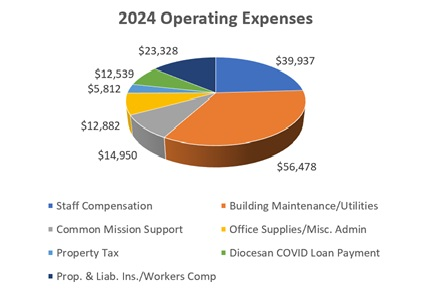 2024 Operating Expenses
$23,328
$39,937
$12,539
$5,812
$12,882
$14,950
$56,478
Staff Compensation
Building Maintenance/Utilities
Common Mission Support
Office Supplies/Misc. Admin
Property Tax
Diocesan COVID Loan Payment
Prop. & Liab. Ins./Workers Comp